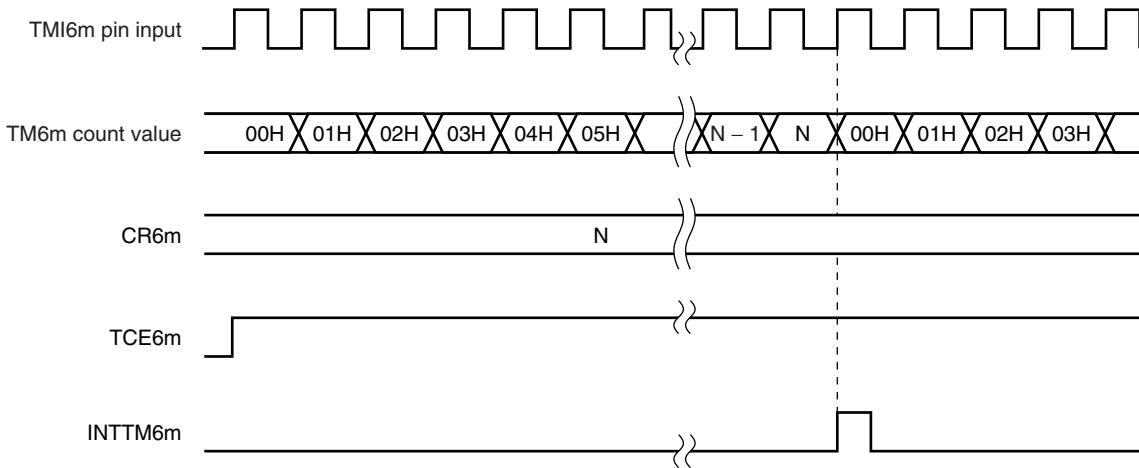 TMI6m pin input
TM6m count value 00H 01H 02H 03H 04H 05H N – 1 N 00H 01H 02H 03H
CR6m N
TCE6m
INTTM6m